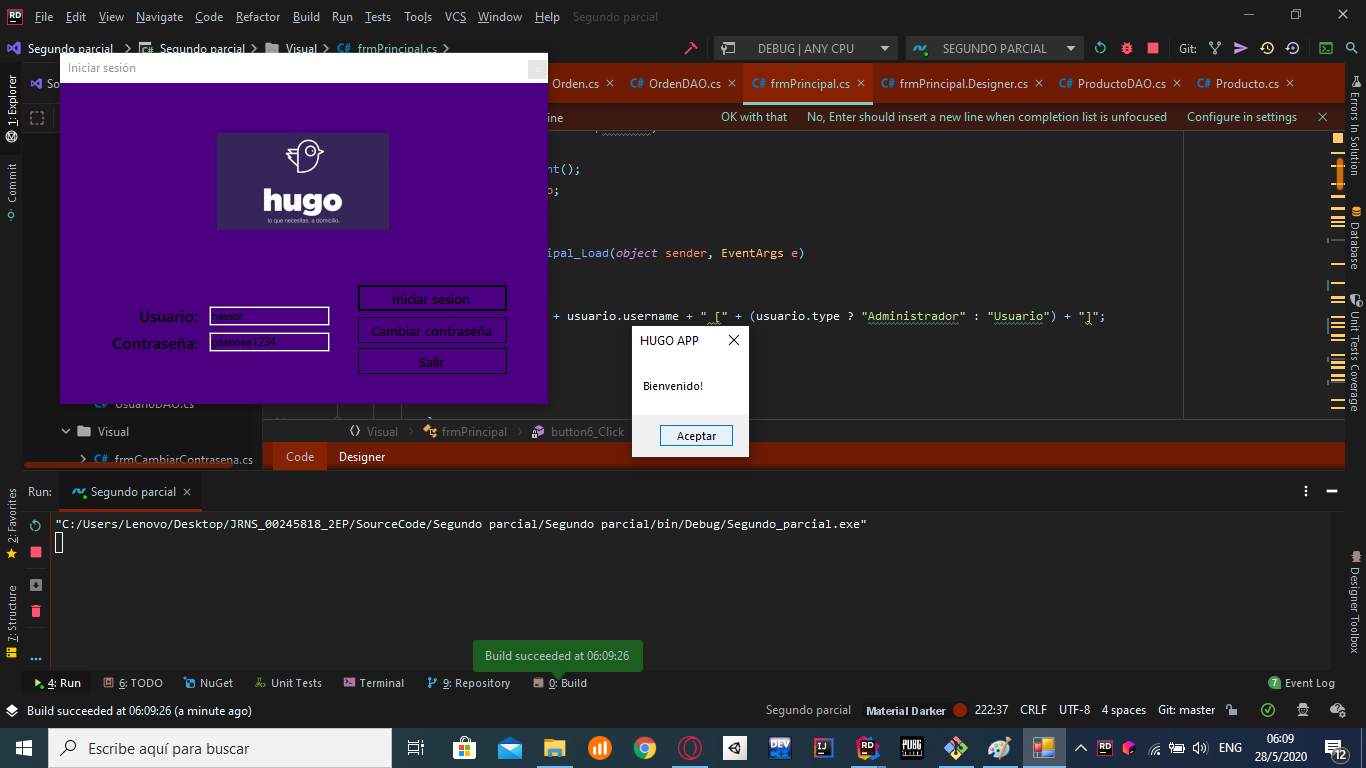 File Edit View Navigate Code Refactor Build Run Tests Tools VCS Window Help Segundo parcial
Segundo parcial Segundo parcial Visual frmPrincipal.cs DEBUG | ANY CPU SEGUNDO PARCIAL Git:
Iniciar sesión
So Orden.cs OrdenDAO.cs frmPrincipal.cs frmPrincipal.Designer.cs ProductoDAO.cs Producto.cs
ine OK with that No, Enter should insert a new line when completion list is unfocused Configure in settings
1: Explorer
Commit
2: Favorites
7: Structure
Errors In Solution
Database
Unit Tests Coverage
Designer Toolbox
hugo
lo que necesitas a domicilio.
Usuario: nasser
Contraseña: gaseosa1234
Iniciar sesion
Cambiar contraseña
Salir
nt();
o;
ipal_Load(object sender, EventArgs e)
+ usuario.username + " [" + (usuario.type ? "Administrador" : "Usuario") + "]";
HUGO APP
Bienvenido!
Aceptar
UsuarioDAO.cs
Visual
frmCambiarContrasena.cs
Visual frmPrincipal button6_Click
Code Designer
Run: Segundo parcial
"C:/Users/Lenovo/Desktop/JRNS_00245818_2EP/SourceCode/Segundo parcial/Segundo parcial/bin/Debug/Segundo_parcial.exe"
Build succeeded at 06:09:26
4: Run 6: TODO NuGet Unit Tests Terminal 9: Repository 0: Build 7 Event Log
Build succeeded at 06:09:26 (a minute ago) Segundo parcial Material Darker 222:37 CRLF UTF-8 4 spaces Git: master
Escribe aquí para buscar
ENG
06:09
28/5/2020
12